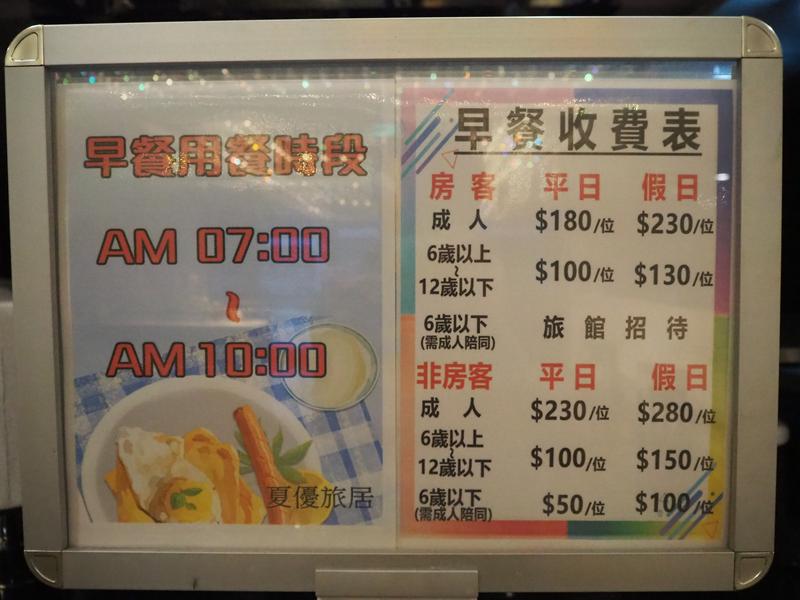 早餐用餐時段
AM 07:00
~
AM 10:00
夏優旅居
早餐收費表
房客 平日 假日
成人 $180/位 $230/位
6歲以上
~
12歲以下 $100/位 $130/位
6歲以下
(需成人陪同) 旅館招待
非房客 平日 假日
成人 $230/位 $280/位
6歲以上
~
12歲以下 $100/位 $150/位
6歲以下
(需成人陪同) $50/位 $100/位